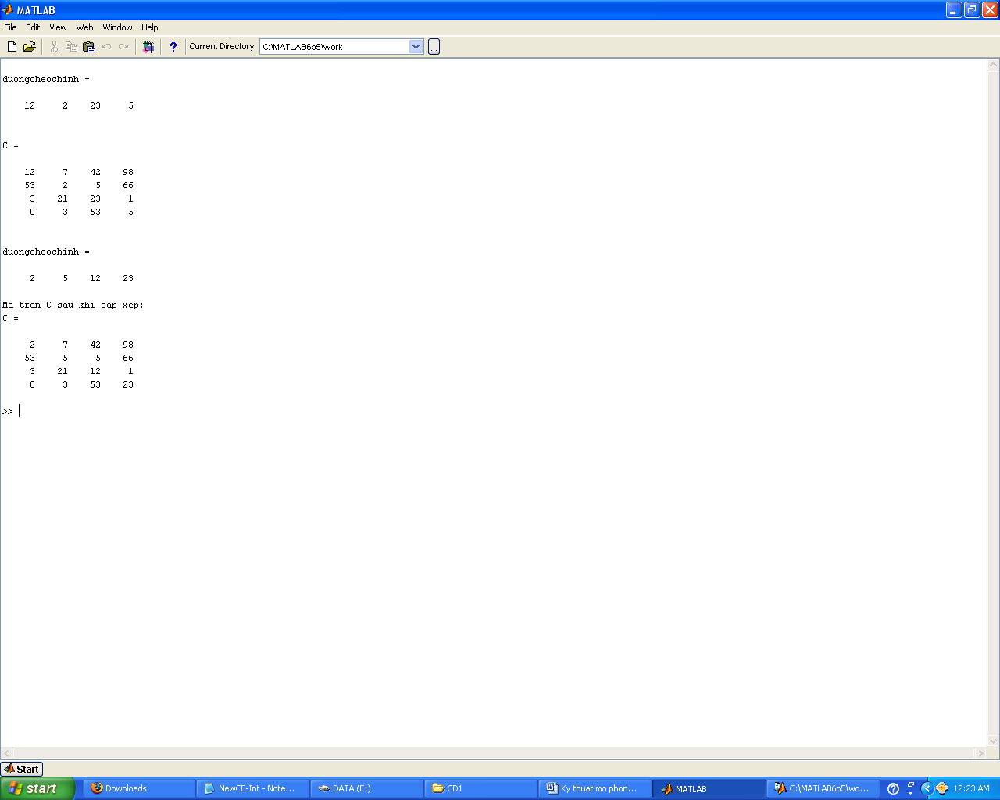 MATLAB
File Edit View Web Window Help
? Current Directory: C:\MATLAB6p5\work ...
duongcheochinh =
12 2 23 5
C =
12 7 42 98
53 2 5 66
3 21 23 1
0 3 53 5
duongcheochinh =
2 5 12 23
Ma tran C sau khi sap xep:
C =
2 7 42 98
53 5 5 66
3 21 12 1
0 3 53 23
>>
Start
start Downloads NewCE-Int - Note... DATA (E:) CD1 Ky thuat mo phon... MATLAB C:\MATLAB6p5\wo... ? 12:23 AM